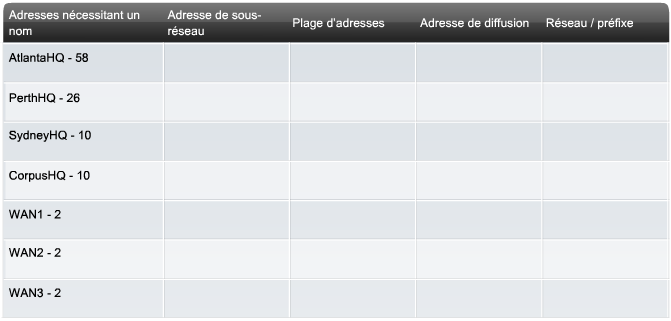 Adresses nécessitant un nom
Adresse de sous-réseau
Plage d'adresses
Adresse de diffusion
Réseau / préfixe
AtlantaHQ - 58
PerthHQ - 26
SydneyHQ - 10
CorpusHQ - 10
WAN1 - 2
WAN2 - 2
WAN3 - 2